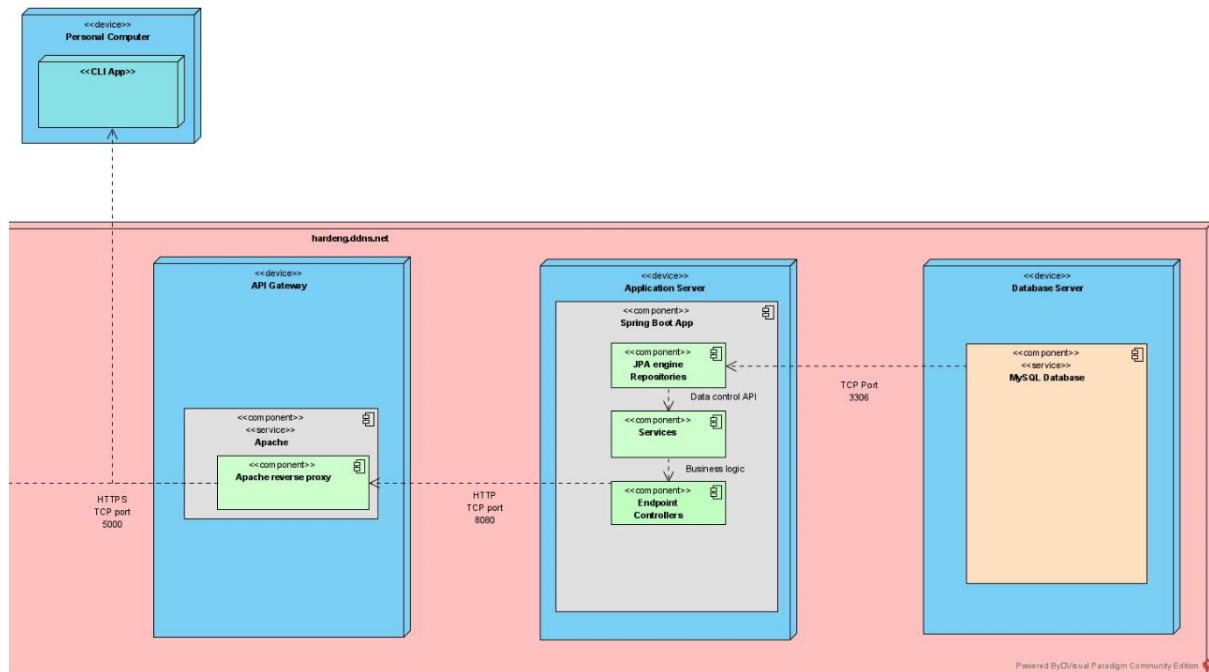 <<device>>
Personal Computer
<<CLI App>>
hardeng.ddns.net
<<device>>
API Gateway
<<component>>
<<service>>
Apache
<<component>>
Apache reverse proxy
HTTPS
TCP port
5000
HTTP
TCP port
8080
<<device>>
Application Server
<<component>>
Spring Boot App
<<component>>
JPA engine
Repositories
Data control API
<<component>>
Services
Business logic
<<component>>
Endpoint
Controllers
TCP Port
3306
<<device>>
Database Server
<<component>>
<<service>>
MySQL Database
Powered By Visual Paradigm Community Edition